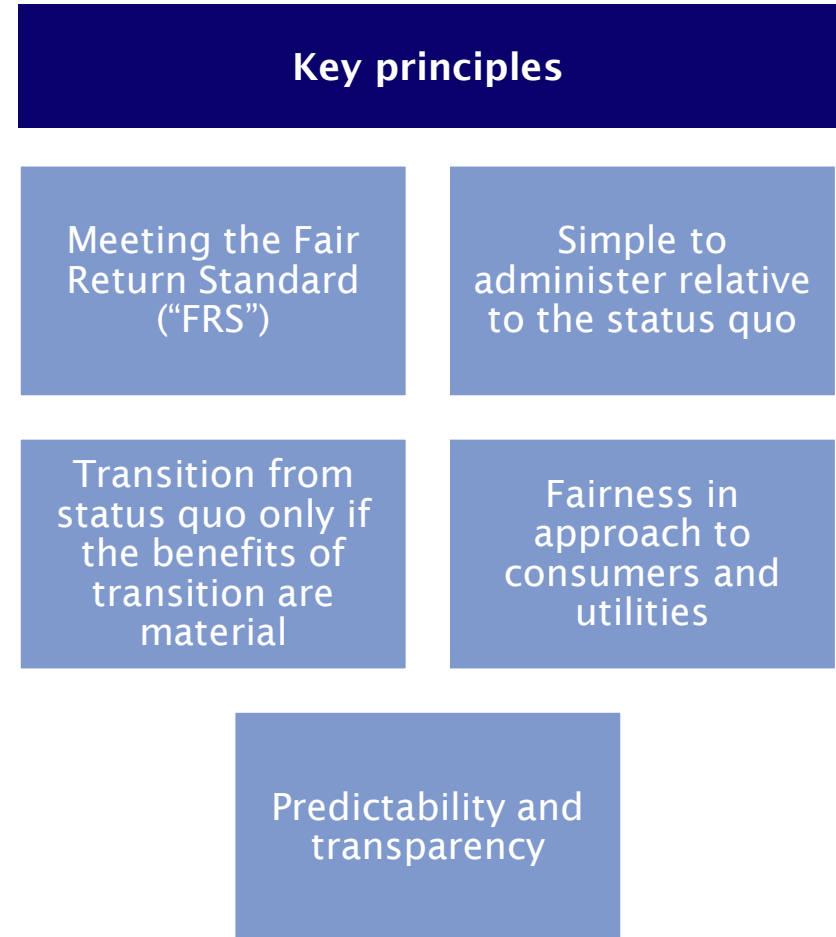 Key principles
Meeting the Fair
Return Standard
(“FRS”)
Simple to
administer relative
to the status quo
Transition from
status quo only if
the benefits of
transition are
material
Fairness in
approach to
consumers and
utilities
Predictability and
transparency